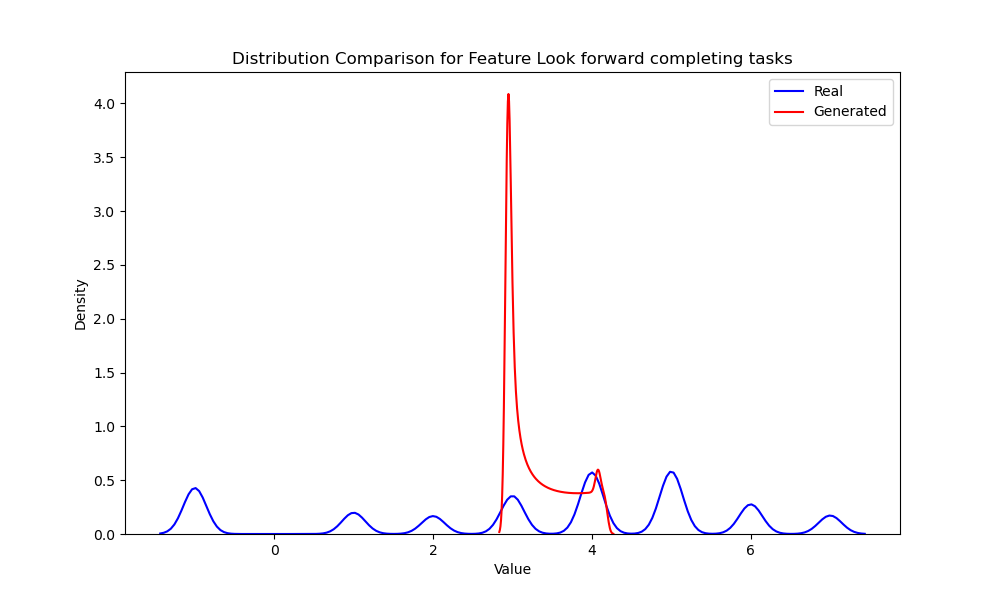 Distribution Comparison for Feature Look forward completing tasks
Real
Generated
4.0
3.5
3.0
2.5
2.0
1.5
1.0
0.5
0.0
Density
0
2
4
6
Value